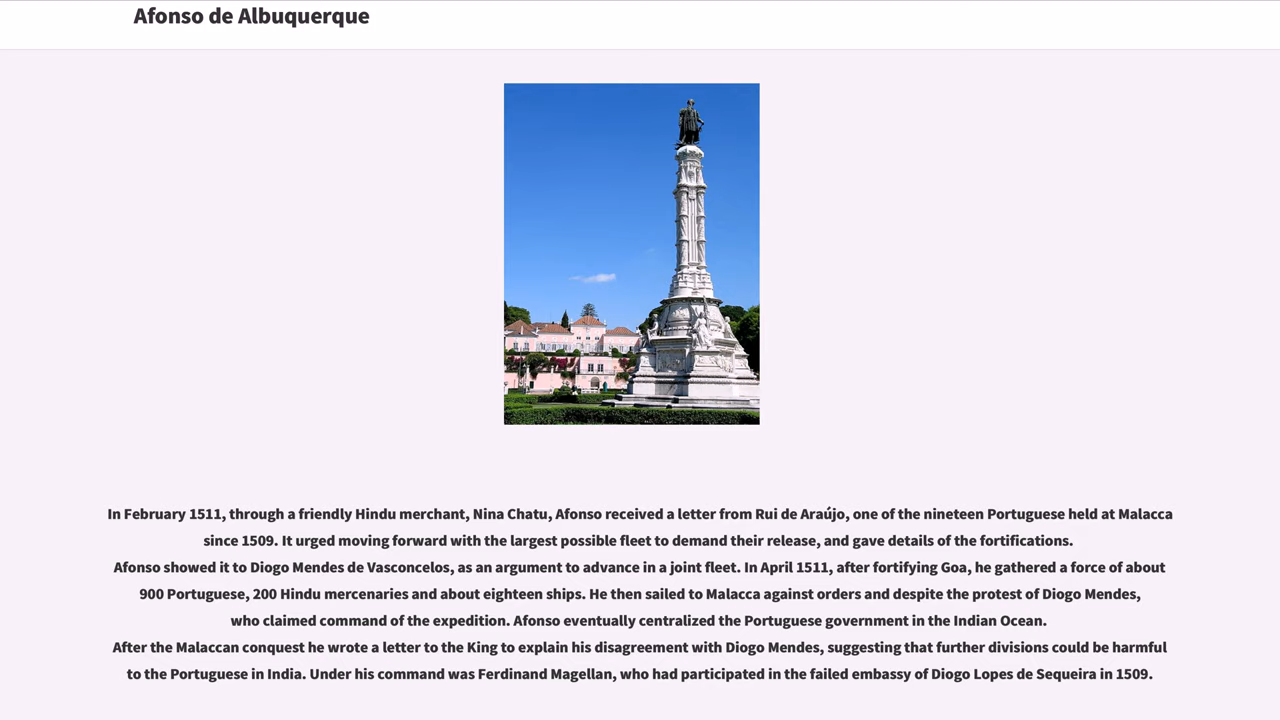 Afonso de Albuquerque
In February 1511, through a friendly Hindu merchant, Nina Chatu, Afonso received a letter from Rui de Araújo, one of the nineteen Portuguese held at Malacca
since 1509. It urged moving forward with the largest possible fleet to demand their release, and gave details of the fortifications.
Afonso showed it to Diogo Mendes de Vasconcelos, as an argument to advance in a joint fleet. In April 1511, after fortifying Goa, he gathered a force of about
900 Portuguese, 200 Hindu mercenaries and about eighteen ships. He then sailed to Malacca against orders and despite the protest of Diogo Mendes,
who claimed command of the expedition. Afonso eventually centralized the Portuguese government in the Indian Ocean.
After the Malaccan conquest he wrote a letter to the King to explain his disagreement with Diogo Mendes, suggesting that further divisions could be harmful
to the Portuguese in India. Under his command was Ferdinand Magellan, who had participated in the failed embassy of Diogo Lopes de Sequeira in 1509.